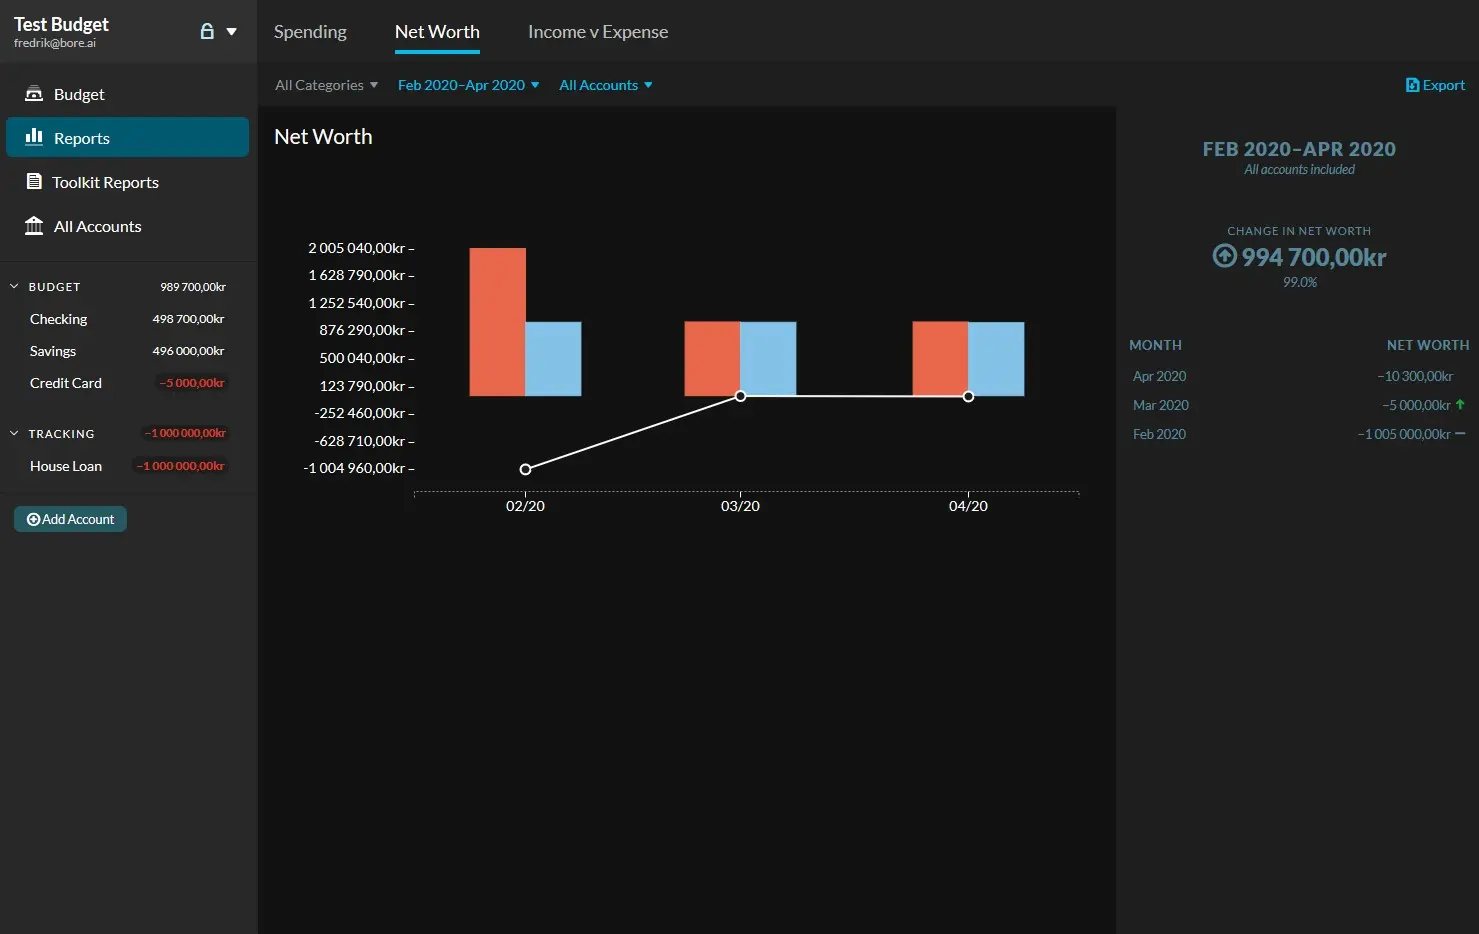 Test Budget
fredrik@bore.ai
Budget
Reports
Toolkit Reports
All Accounts
BUDGET 989 700,00kr
Checking 498 700,00kr
Savings 496 000,00kr
Credit Card −5 000,00kr
TRACKING −1 000 000,00kr
House Loan −1 000 000,00kr
Add Account
Spending Net Worth Income v Expense
All Categories Feb 2020–Apr 2020 All Accounts Export
Net Worth
2 005 040,00kr
1 628 790,00kr
1 252 540,00kr
876 290,00kr
500 040,00kr
123 790,00kr
-252 460,00kr
-628 710,00kr
-1 004 960,00kr
02/20 03/20 04/20
FEB 2020–APR 2020
All accounts included
CHANGE IN NET WORTH
994 700,00kr
99.0%
MONTH NET WORTH
Apr 2020 −10 300,00kr
Mar 2020 −5 000,00kr
Feb 2020 −1 005 000,00kr